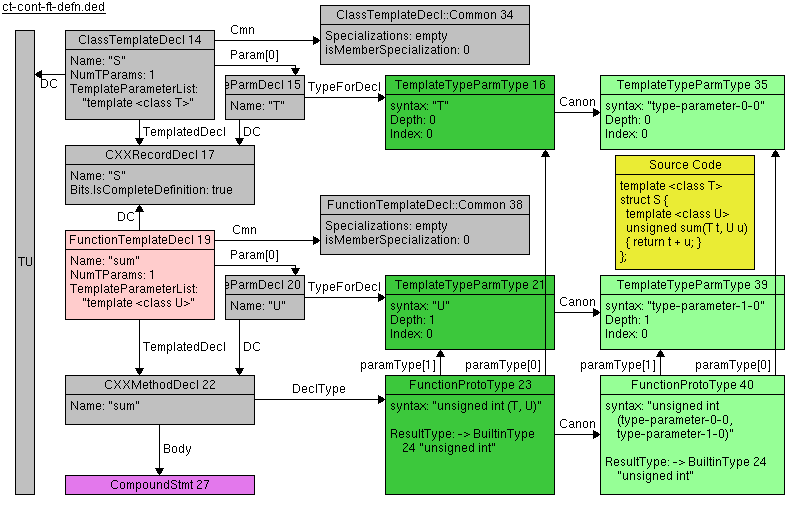 ct-cont-ft-defn.ded
TU
ClassTemplateDecl 14
Name: "S"
NumTParams: 1
TemplateParameterList:
"template <class T>"
DC
Cmn
ClassTemplateDecl::Common 34
Specializations: empty
isMemberSpecialization: 0
Param[0]
eParmDecl 15
Name: "T"
TypeForDecl
TemplateTypeParmType 16
syntax: "T"
Depth: 0
Index: 0
Canon
TemplateTypeParmType 35
syntax: "type-parameter-0-0"
Depth: 0
Index: 0
TemplatedDecl
DC
CXXRecordDecl 17
Name: "S"
Bits.IsCompleteDefinition: true
Source Code
template <class T>
struct S {
template <class U>
unsigned sum(T t, U u)
{ return t + u; }
};
DC
FunctionTemplateDecl 19
Name: "sum"
NumTParams: 1
TemplateParameterList:
"template <class U>"
Cmn
FunctionTemplateDecl::Common 38
Specializations: empty
isMemberSpecialization: 0
Param[0]
eParmDecl 20
Name: "U"
TypeForDecl
TemplateTypeParmType 21
syntax: "U"
Depth: 1
Index: 0
Canon
TemplateTypeParmType 39
syntax: "type-parameter-1-0"
Depth: 1
Index: 0
TemplatedDecl
DC
paramType[1]
paramType[0]
paramType[1]
paramType[0]
CXXMethodDecl 22
Name: "sum"
DeclType
FunctionProtoType 23
syntax: "unsigned int (T, U)"
ResultType: -> BuiltinType
24 "unsigned int"
Canon
FunctionProtoType 40
syntax: "unsigned int
(type-parameter-0-0,
type-parameter-1-0)"
ResultType: -> BuiltinType 24
"unsigned int"
Body
CompoundStmt 27